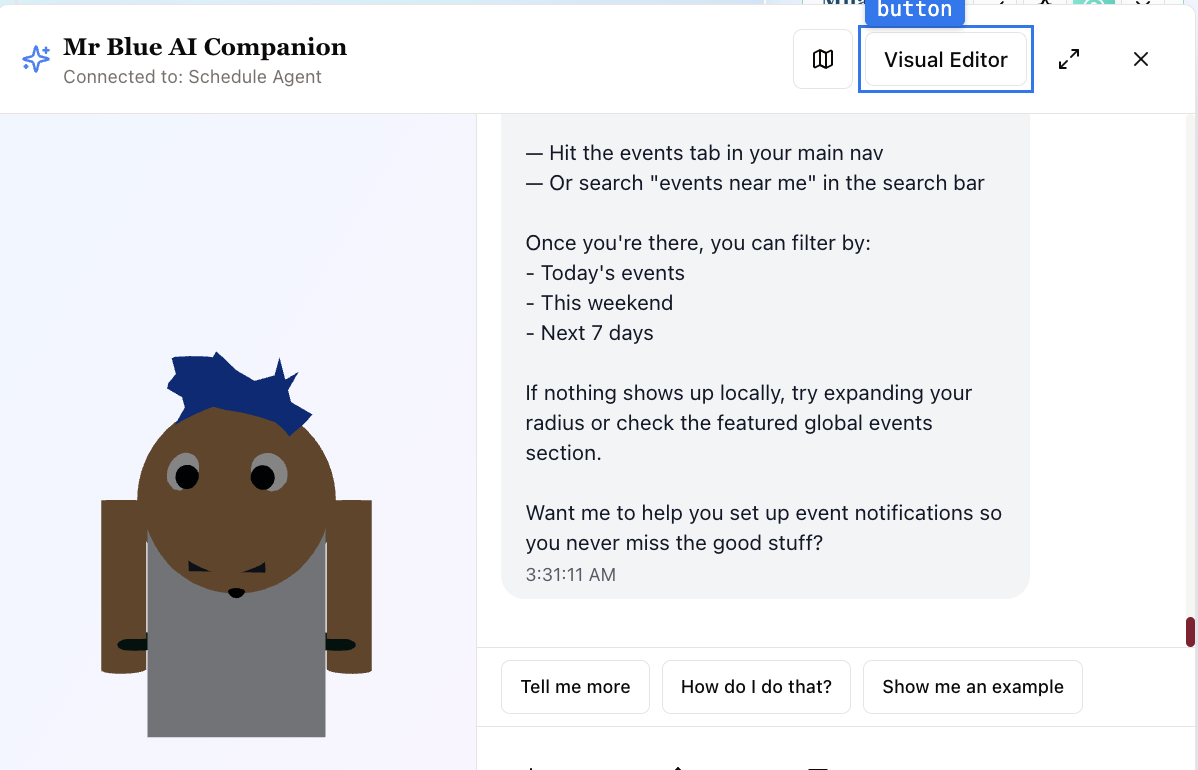 button
Mr Blue AI Companion
Connected to: Schedule Agent
Visual Editor
— Hit the events tab in your main nav
— Or search "events near me" in the search bar
Once you're there, you can filter by:
- Today's events
- This weekend
- Next 7 days
If nothing shows up locally, try expanding your
radius or check the featured global events
section.
Want me to help you set up event notifications so
you never miss the good stuff?
3:31:11 AM
Tell me more
How do I do that?
Show me an example